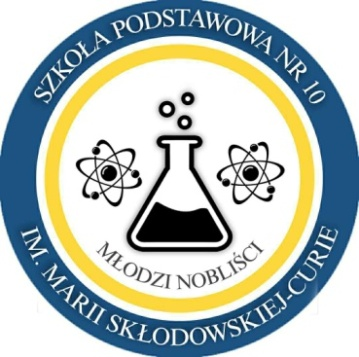 SZKOŁA PODSTAWOWA NR 10
MŁODZI NOBLIŚCI
IM. MARII SKŁODOWSKIEJ-CURIE